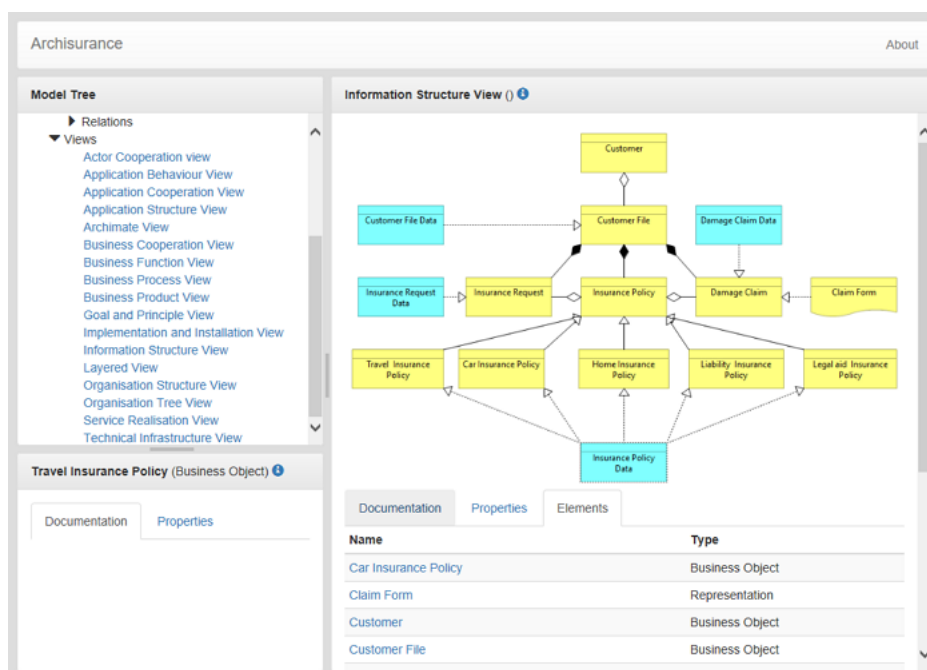 Archisurance
About
Model Tree
Relations
Views
Actor Cooperation view
Application Behaviour View
Application Cooperation View
Application Structure View
Archimate View
Business Cooperation View
Business Function View
Business Process View
Business Product View
Goal and Principle View
Implementation and Installation View
Information Structure View
Layered View
Organisation Structure View
Organisation Tree View
Service Realisation View
Technical Infrastructure View
Travel Insurance Policy (Business Object)
Documentation Properties
Information Structure View ()
Customer
Customer File Data
Customer File
Damage Claim Data
Insurance Request
Data
Insurance Request
Insurance Policy
Damage Claim
Claim Form
Travel Insurance
Policy
Car Insurance Policy
Home Insurance
Policy
Liability Insurance
Policy
Legal aid Insurance
Policy
Insurance Policy
Data
Documentation Properties Elements
Name Type
Car Insurance Policy Business Object
Claim Form Representation
Customer Business Object
Customer File Business Object